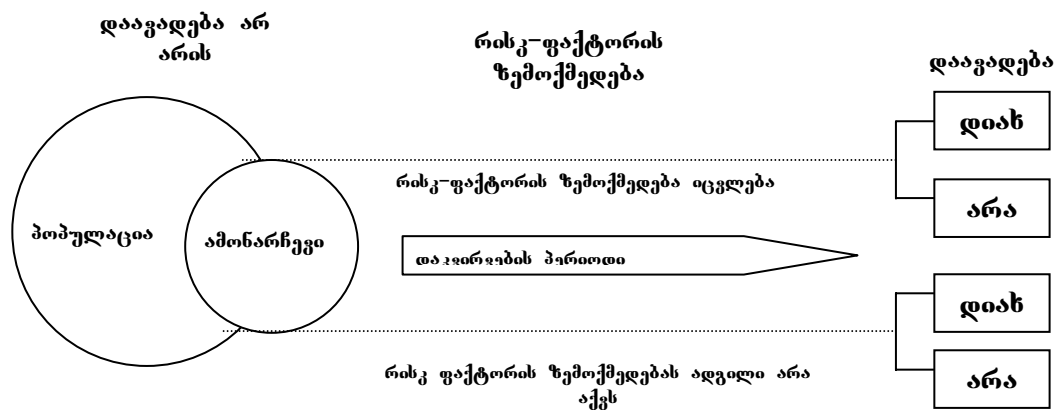 დაავადება არ
არის
რისკ-ფაქტორის
ზემოქმედება
დაავადება
დიახ
რისკ-ფაქტორის ზემოქმედება იცვლება
არა
პოპულაცია
ამონარჩევი
დაკვირვების პერიოდი
დიახ
რისკ ფაქტორის ზემოქმედებას ადგილი არა
აქვს
არა